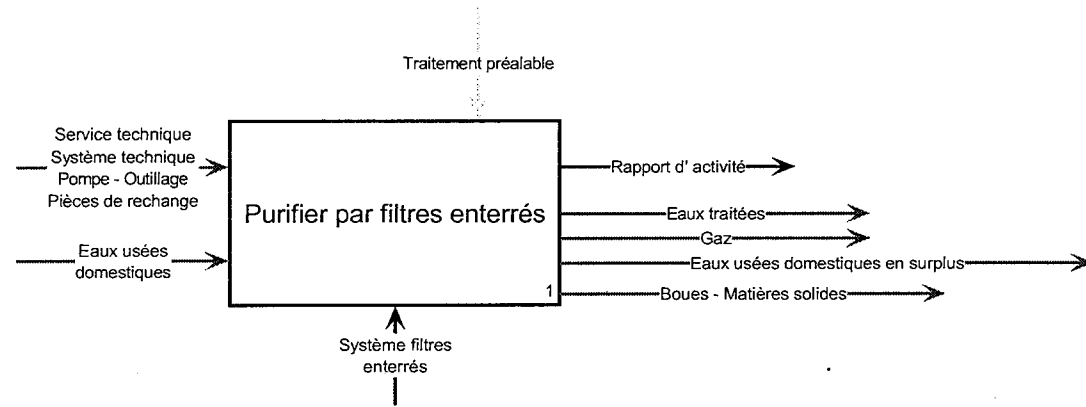 Traitement préalable
Service technique
Système technique
Pompe - Outillage
Pièces de rechange
Eaux usées
domestiques
Purifier par filtres enterrés
1
Rapport d' activité
Eaux traitées
Gaz
Eaux usées domestiques en surplus
Boues - Matières solides
Système filtres
enterrés